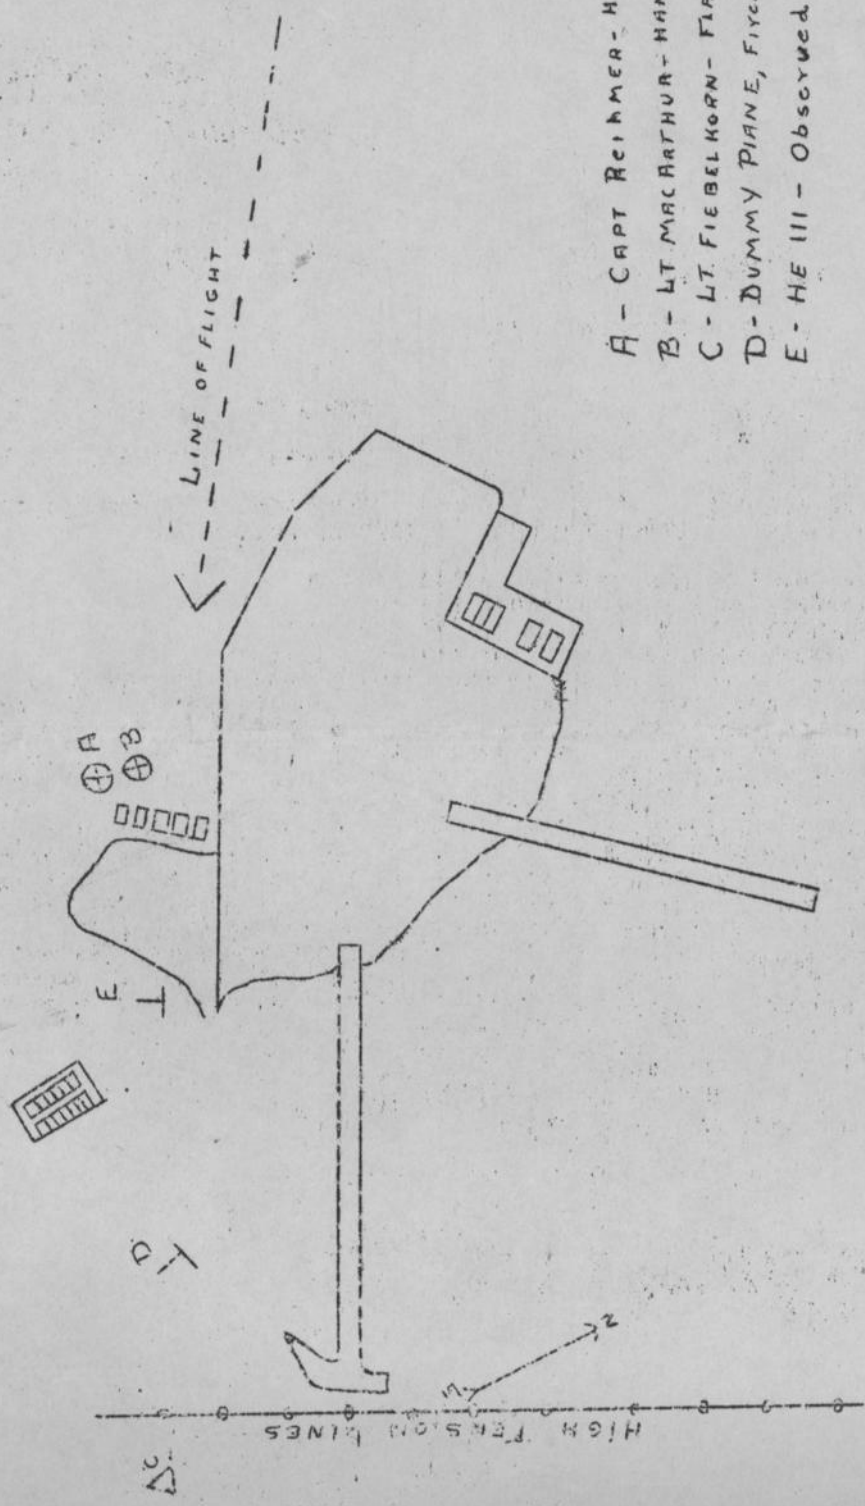 LINE OF FLIGHT
A
B
E
D
C
HIGH TENSION LINES
A - CAPT REIHMER - H
B - LT MACARTHUR - HAN
C - LT. FIEBELKORN - FLA
D - DUMMY PLANE, FIRE
E - HE 111 - Observed